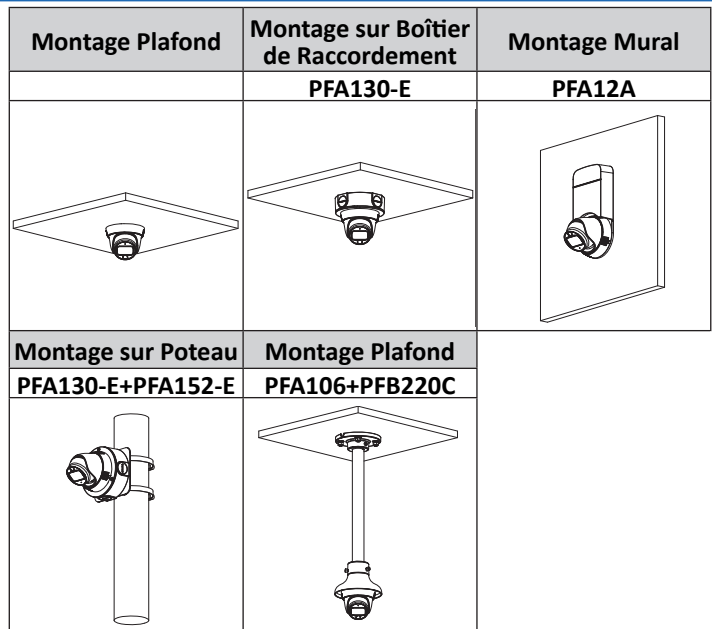 Montage Plafond
Montage sur Boîtier
de Raccordement
Montage Mural
PFA130-E
PFA12A
Montage sur Poteau
Montage Plafond
PFA130-E+PFA152-E
PFA106+PFB220C